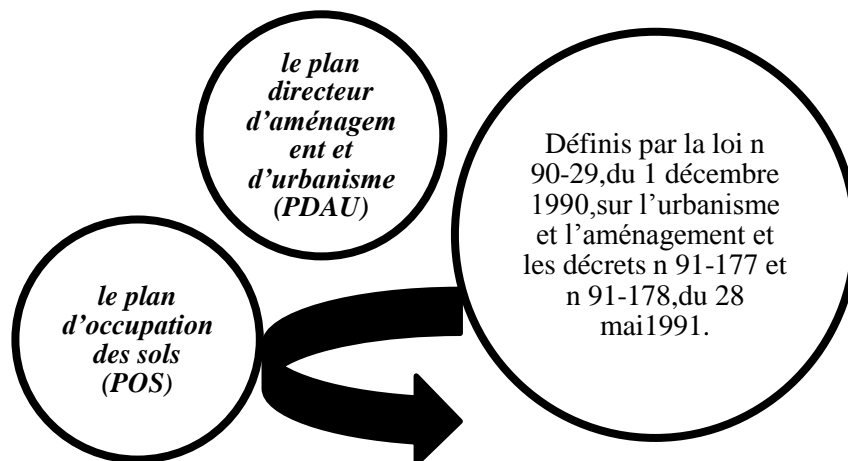 le plan
directeur
d’aménagem
ent et
d’urbanisme
(PDAU)
le plan
d’occupation
des sols
(POS)
Définis par la loi n
90-29,du 1 décembre
1990,sur l’urbanisme
et l’aménagement et
les décrets n 91-177 et
n 91-178,du 28
mai1991.